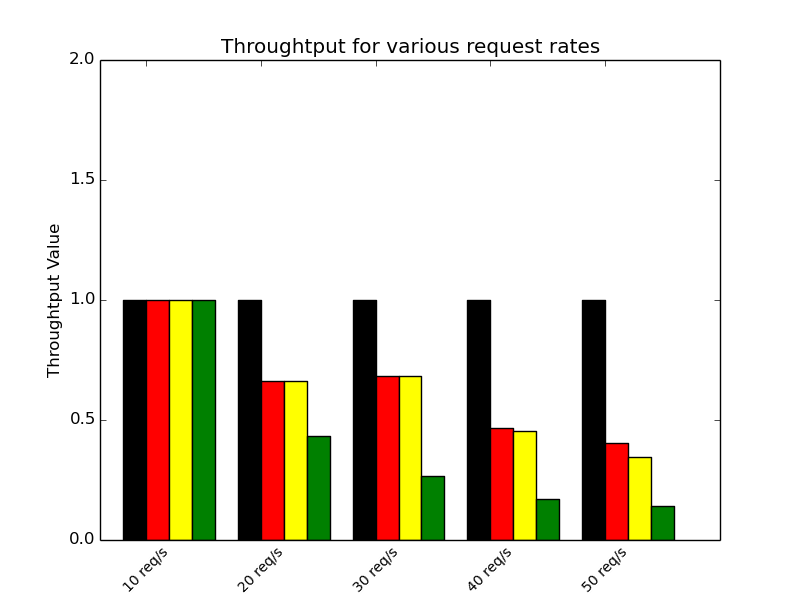 Throughtput for various request rates
2.0
1.5
1.0
0.5
0.0
Throughtput Value
10 req/s
20 req/s
30 req/s
40 req/s
50 req/s